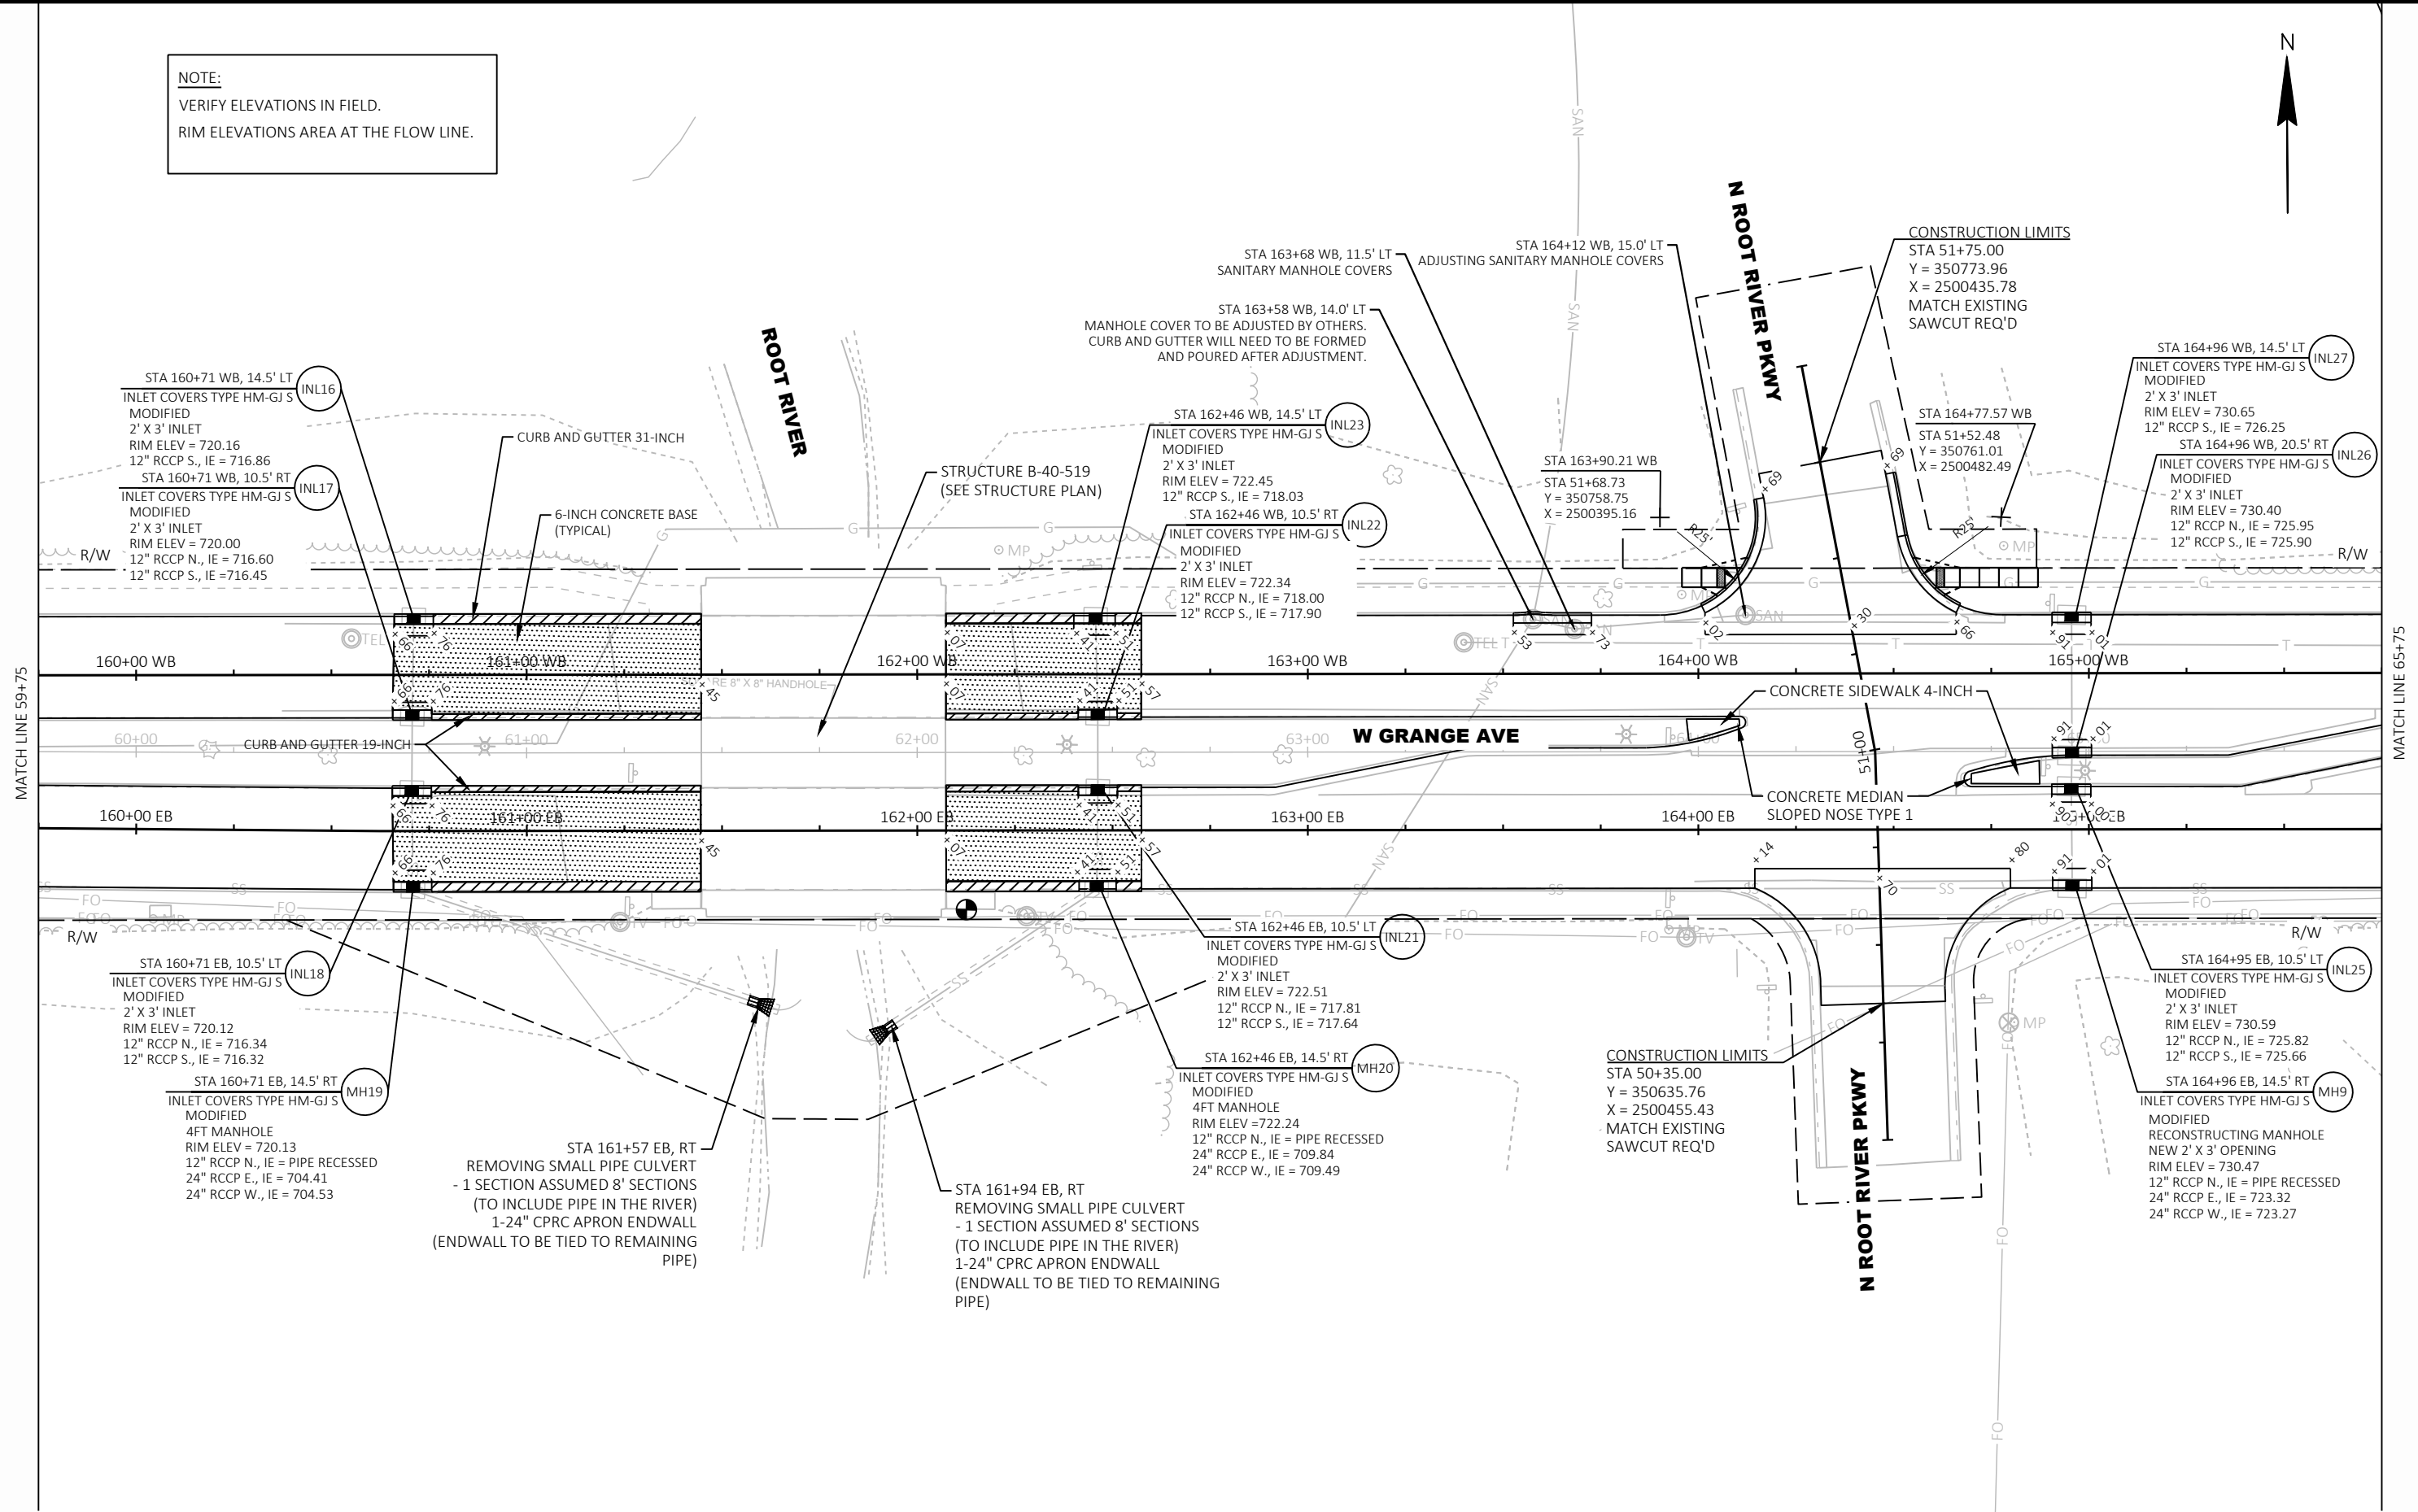 NOTE:
VERIFY ELEVATIONS IN FIELD.
RIM ELEVATIONS AREA AT THE FLOW LINE.
N
N ROOT RIVER PKWY
CONSTRUCTION LIMITS
STA 51+75.00
Y = 350773.96
X = 2500435.78
MATCH EXISTING
SAWCUT REQ'D
STA 163+68 WB, 11.5' LT
SANITARY MANHOLE COVERS
STA 164+12 WB, 15.0' LT
ADJUSTING SANITARY MANHOLE COVERS
STA 163+58 WB, 14.0' LT
MANHOLE COVER TO BE ADJUSTED BY OTHERS.
CURB AND GUTTER WILL NEED TO BE FORMED
AND POURED AFTER ADJUSTMENT.
ROOT RIVER
STA 160+71 WB, 14.5' LT
INL16
INLET COVERS TYPE HM-GJ S
MODIFIED
2' X 3' INLET
RIM ELEV = 720.16
12" RCCP S., IE = 716.86
STA 160+71 WB, 10.5' RT
INL17
INLET COVERS TYPE HM-GJ S
MODIFIED
2' X 3' INLET
RIM ELEV = 720.00
12" RCCP N., IE = 716.60
12" RCCP S., IE =716.45
CURB AND GUTTER 31-INCH
6-INCH CONCRETE BASE
(TYPICAL)
STRUCTURE B-40-519
(SEE STRUCTURE PLAN)
STA 162+46 WB, 14.5' LT
INL23
INLET COVERS TYPE HM-GJ S
MODIFIED
2' X 3' INLET
RIM ELEV = 722.45
12" RCCP S., IE = 718.03
STA 162+46 WB, 10.5' RT
INL22
INLET COVERS TYPE HM-GJ S
MODIFIED
2' X 3' INLET
RIM ELEV = 722.34
12" RCCP N., IE = 718.00
12" RCCP S., IE = 717.90
STA 163+90.21 WB
STA 51+68.73
Y = 350758.75
X = 2500395.16
STA 164+77.57 WB
STA 51+52.48
Y = 350761.01
X = 2500482.49
STA 164+96 WB, 14.5' LT
INL27
INLET COVERS TYPE HM-GJ S
MODIFIED
2' X 3' INLET
RIM ELEV = 730.65
12" RCCP S., IE = 726.25
STA 164+96 WB, 20.5' RT
INL26
INLET COVERS TYPE HM-GJ S
MODIFIED
2' X 3' INLET
RIM ELEV = 730.40
12" RCCP N., IE = 725.95
12" RCCP S., IE = 725.90
R/W
R/W
R25'
R25'
+69
+69
MP
MP
TEL
TEL
SAN
SAN
SAN
160+00 WB
161+00 WB
162+00 WB
163+00 WB
164+00 WB
165+00 WB
RE 8" X 8" HANDHOLE
MATCH LINE 59+75
MATCH LINE 65+75
CONCRETE SIDEWALK 4-INCH
60+00
61+00
62+00
63+00
CURB AND GUTTER 19-INCH
W GRANGE AVE
51+00
CONCRETE MEDIAN
SLOPED NOSE TYPE 1
160+00 EB
161+00 EB
162+00 EB
163+00 EB
164+00 EB
R/W
R/W
STA 160+71 EB, 10.5' LT
INL18
INLET COVERS TYPE HM-GJ S
MODIFIED
2' X 3' INLET
RIM ELEV = 720.12
12" RCCP N., IE = 716.34
12" RCCP S., IE = 716.32
STA 160+71 EB, 14.5' RT
MH19
INLET COVERS TYPE HM-GJ S
MODIFIED
4FT MANHOLE
RIM ELEV = 720.13
12" RCCP N., IE = PIPE RECESSED
24" RCCP E., IE = 704.41
24" RCCP W., IE = 704.53
STA 161+57 EB, RT
REMOVING SMALL PIPE CULVERT
- 1 SECTION ASSUMED 8' SECTIONS
(TO INCLUDE PIPE IN THE RIVER)
1-24" CPRC APRON ENDWALL
(ENDWALL TO BE TIED TO REMAINING
PIPE)
STA 161+94 EB, RT
REMOVING SMALL PIPE CULVERT
- 1 SECTION ASSUMED 8' SECTIONS
(TO INCLUDE PIPE IN THE RIVER)
1-24" CPRC APRON ENDWALL
(ENDWALL TO BE TIED TO REMAINING
PIPE)
STA 162+46 EB, 10.5' LT
INL21
INLET COVERS TYPE HM-GJ S
MODIFIED
2' X 3' INLET
RIM ELEV = 722.51
12" RCCP N., IE = 717.81
12" RCCP S., IE = 717.64
STA 162+46 EB, 14.5' RT
MH20
INLET COVERS TYPE HM-GJ S
MODIFIED
4FT MANHOLE
RIM ELEV =722.24
12" RCCP N., IE = PIPE RECESSED
24" RCCP E., IE = 709.84
24" RCCP W., IE = 709.49
CONSTRUCTION LIMITS
STA 50+35.00
Y = 350635.76
X = 2500455.43
MATCH EXISTING
SAWCUT REQ'D
N ROOT RIVER PKWY
STA 164+95 EB, 10.5' LT
INL25
INLET COVERS TYPE HM-GJ S
MODIFIED
2' X 3' INLET
RIM ELEV = 730.59
12" RCCP N., IE = 725.82
12" RCCP S., IE = 725.66
STA 164+96 EB, 14.5' RT
MH9
INLET COVERS TYPE HM-GJ S
MODIFIED
RECONSTRUCTING MANHOLE
NEW 2' X 3' OPENING
RIM ELEV = 730.47
12" RCCP N., IE = PIPE RECESSED
24" RCCP E., IE = 723.32
24" RCCP W., IE = 723.27